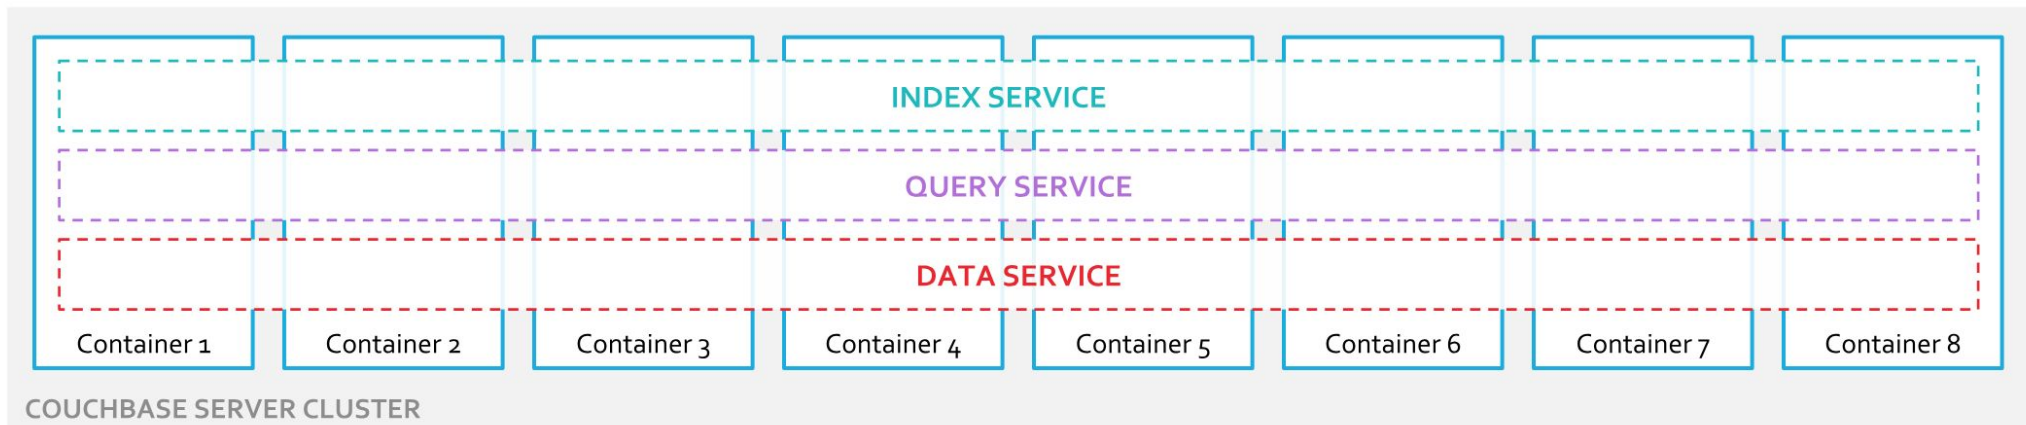 INDEX SERVICE
QUERY SERVICE
DATA SERVICE
Container 1
Container 2
Container 3
Container 4
Container 5
Container 6
Container 7
Container 8
COUCHBASE SERVER CLUSTER